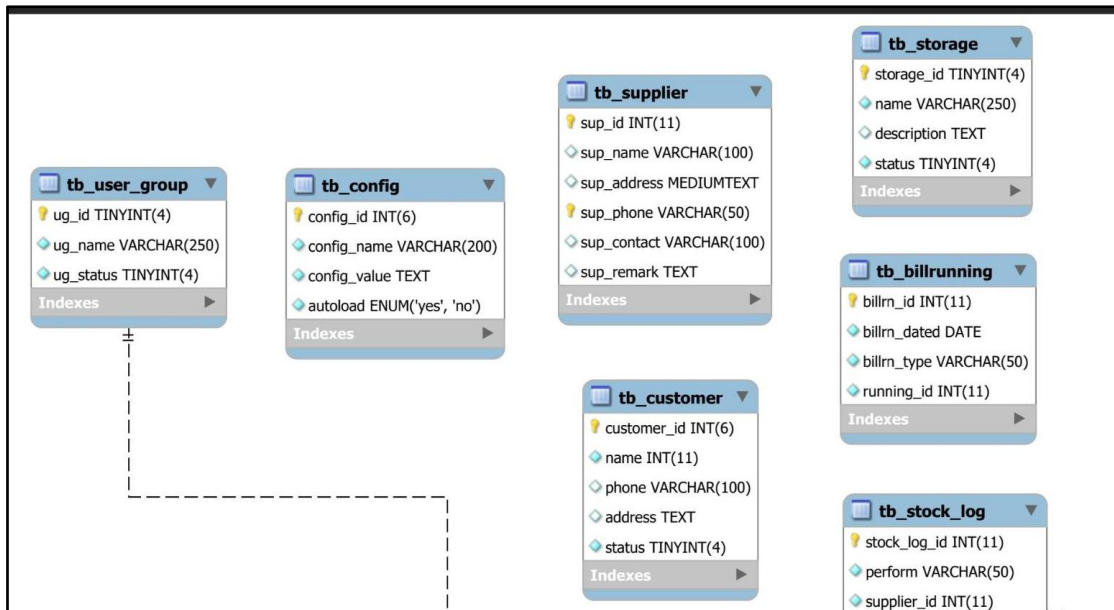 tb_user_group
ug_id TINYINT(4)
ug_name VARCHAR(250)
ug_status TINYINT(4)
Indexes
tb_config
config_id INT(6)
config_name VARCHAR(200)
config_value TEXT
autoload ENUM('yes', 'no')
Indexes
tb_supplier
sup_id INT(11)
sup_name VARCHAR(100)
sup_address MEDIUMTEXT
sup_phone VARCHAR(50)
sup_contact VARCHAR(100)
sup_remark TEXT
Indexes
tb_customer
customer_id INT(6)
name INT(11)
phone VARCHAR(100)
address TEXT
status TINYINT(4)
Indexes
tb_storage
storage_id TINYINT(4)
name VARCHAR(250)
description TEXT
status TINYINT(4)
Indexes
tb_billrunning
billrn_id INT(11)
billrn_dated DATE
billrn_type VARCHAR(50)
running_id INT(11)
Indexes
tb_stock_log
stock_log_id INT(11)
perform VARCHAR(50)
supplier_id INT(11)